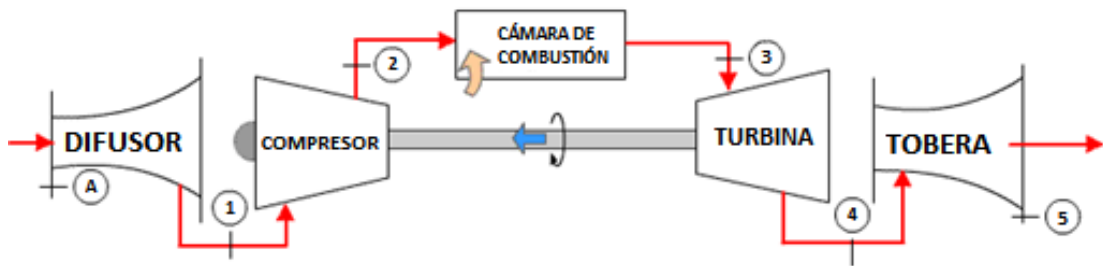 CÁMARA DE
COMBUSTIÓN
2
3
DIFUSOR
COMPRESOR
TURBINA
TOBERA
A
1
4
5